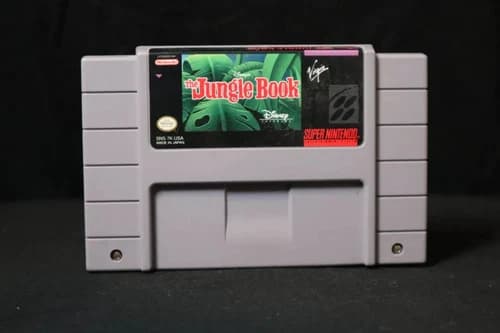 Nintendo
Disney's
The Jungle Book
Virgin
Disney
SNS-7K-USA
MADE IN JAPAN
SUPER NINTENDO